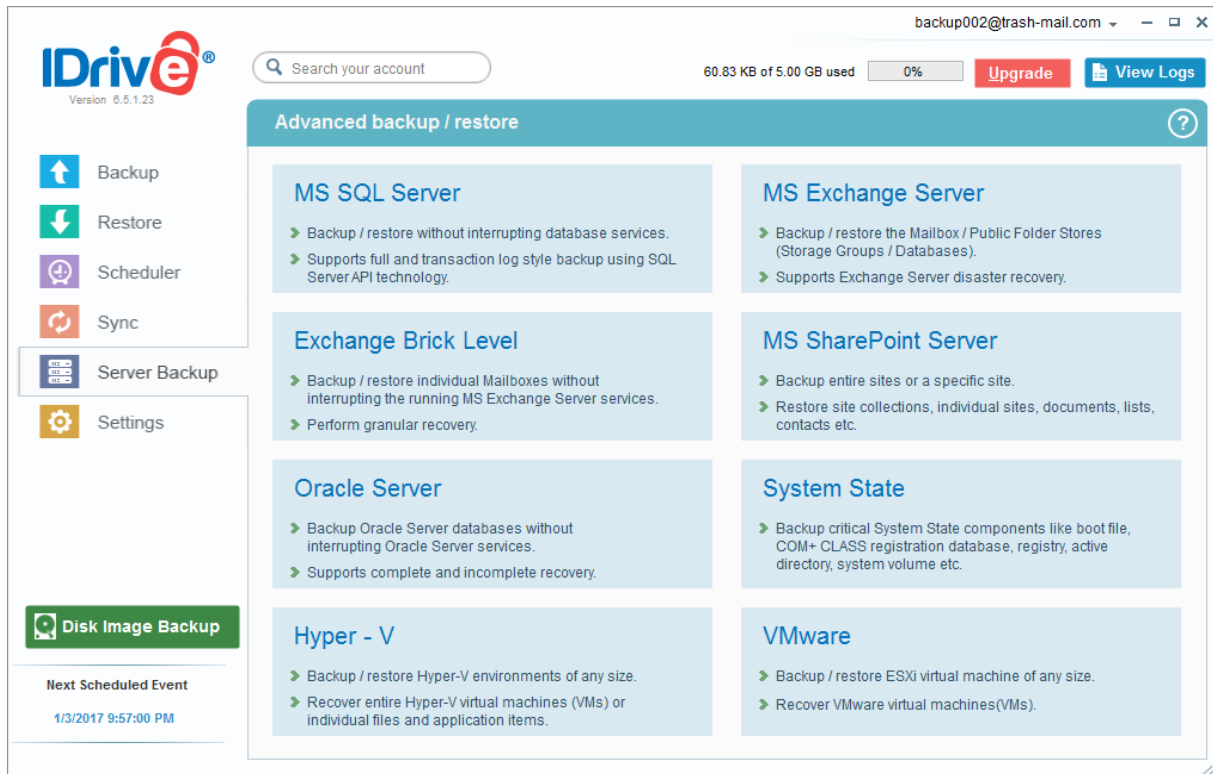 backup002@trash-mail.com
IDrive®
Version 6.5.1.23
Search your account
60.83 KB of 5.00 GB used
0%
Upgrade
View Logs
Advanced backup / restore
?
Backup
Restore
Scheduler
Sync
Server Backup
Settings
Disk Image Backup
Next Scheduled Event
1/3/2017 9:57:00 PM
MS SQL Server
Backup / restore without interrupting database services.
Supports full and transaction log style backup using SQL
Server API technology.
MS Exchange Server
Backup / restore the Mailbox / Public Folder Stores
(Storage Groups / Databases).
Supports Exchange Server disaster recovery.
Exchange Brick Level
Backup / restore individual Mailboxes without
interrupting the running MS Exchange Server services.
Perform granular recovery.
MS SharePoint Server
Backup entire sites or a specific site.
Restore site collections, individual sites, documents, lists,
contacts etc.
Oracle Server
Backup Oracle Server databases without
interrupting Oracle Server services.
Supports complete and incomplete recovery.
System State
Backup critical System State components like boot file,
COM+ CLASS registration database, registry, active
directory, system volume etc.
Hyper - V
Backup / restore Hyper-V environments of any size.
Recover entire Hyper-V virtual machines (VMs) or
individual files and application items.
VMware
Backup / restore ESXi virtual machine of any size.
Recover VMware virtual machines(VMs).